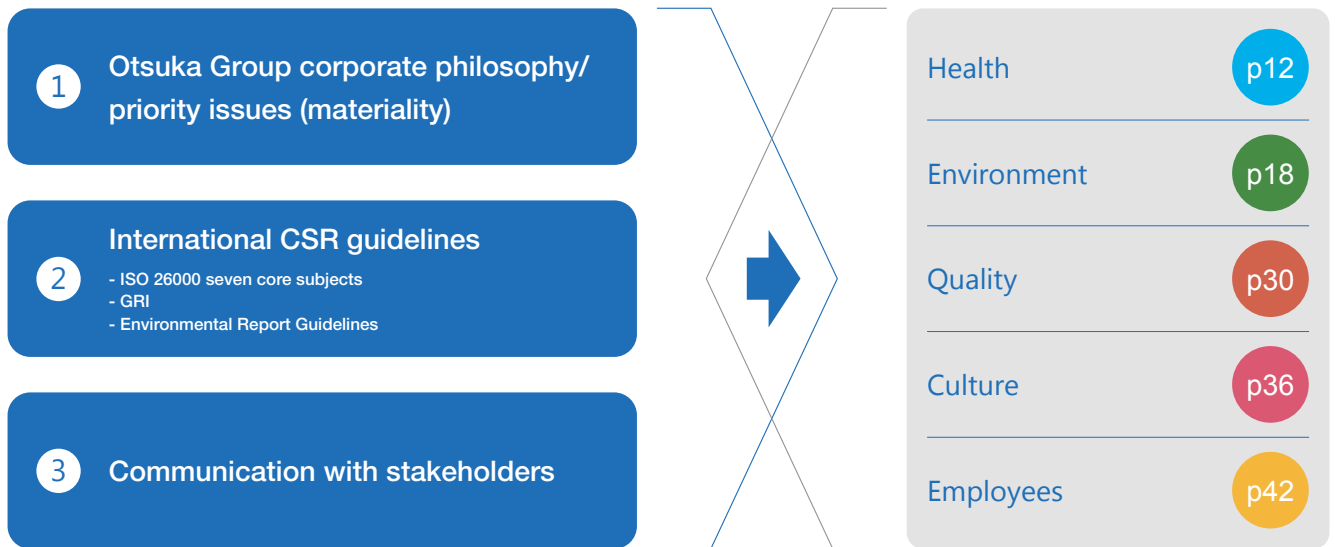 1
Otsuka Group corporate philosophy/
priority issues (materiality)
2
International CSR guidelines
- ISO 26000 seven core subjects
- GRI
- Environmental Report Guidelines
3
Communication with stakeholders
Health p12
Environment p18
Quality p30
Culture p36
Employees p42